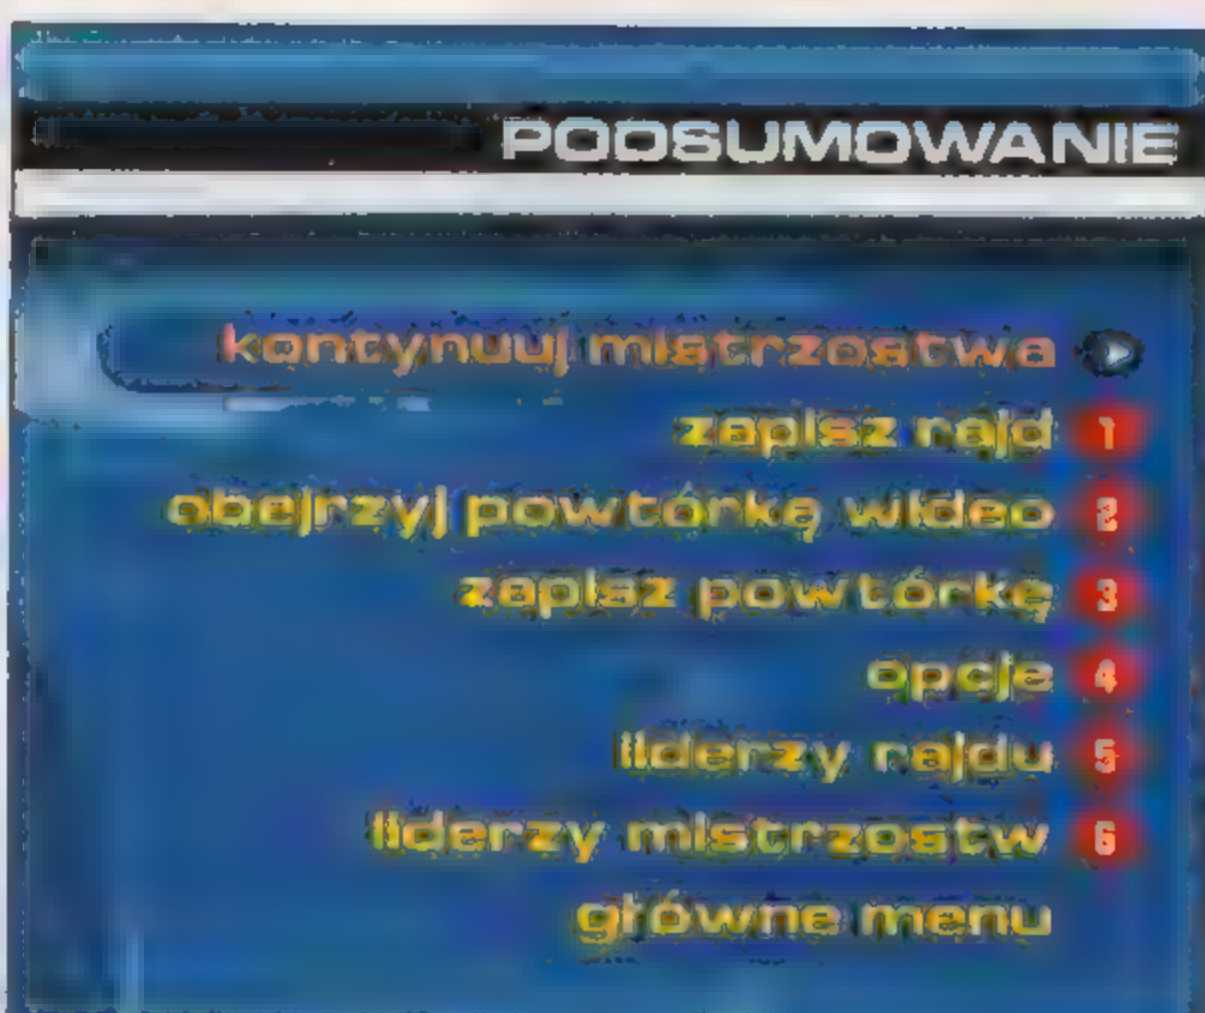 PODSUMOWANIE
kontynuuj mistrzostwa
zapisz rajd 1
obejrzyj powtórkę wideo 2
zapisz powtórkę 3
opcje 4
liderzy rajdu 5
liderzy mistrzostw 6
główne menu